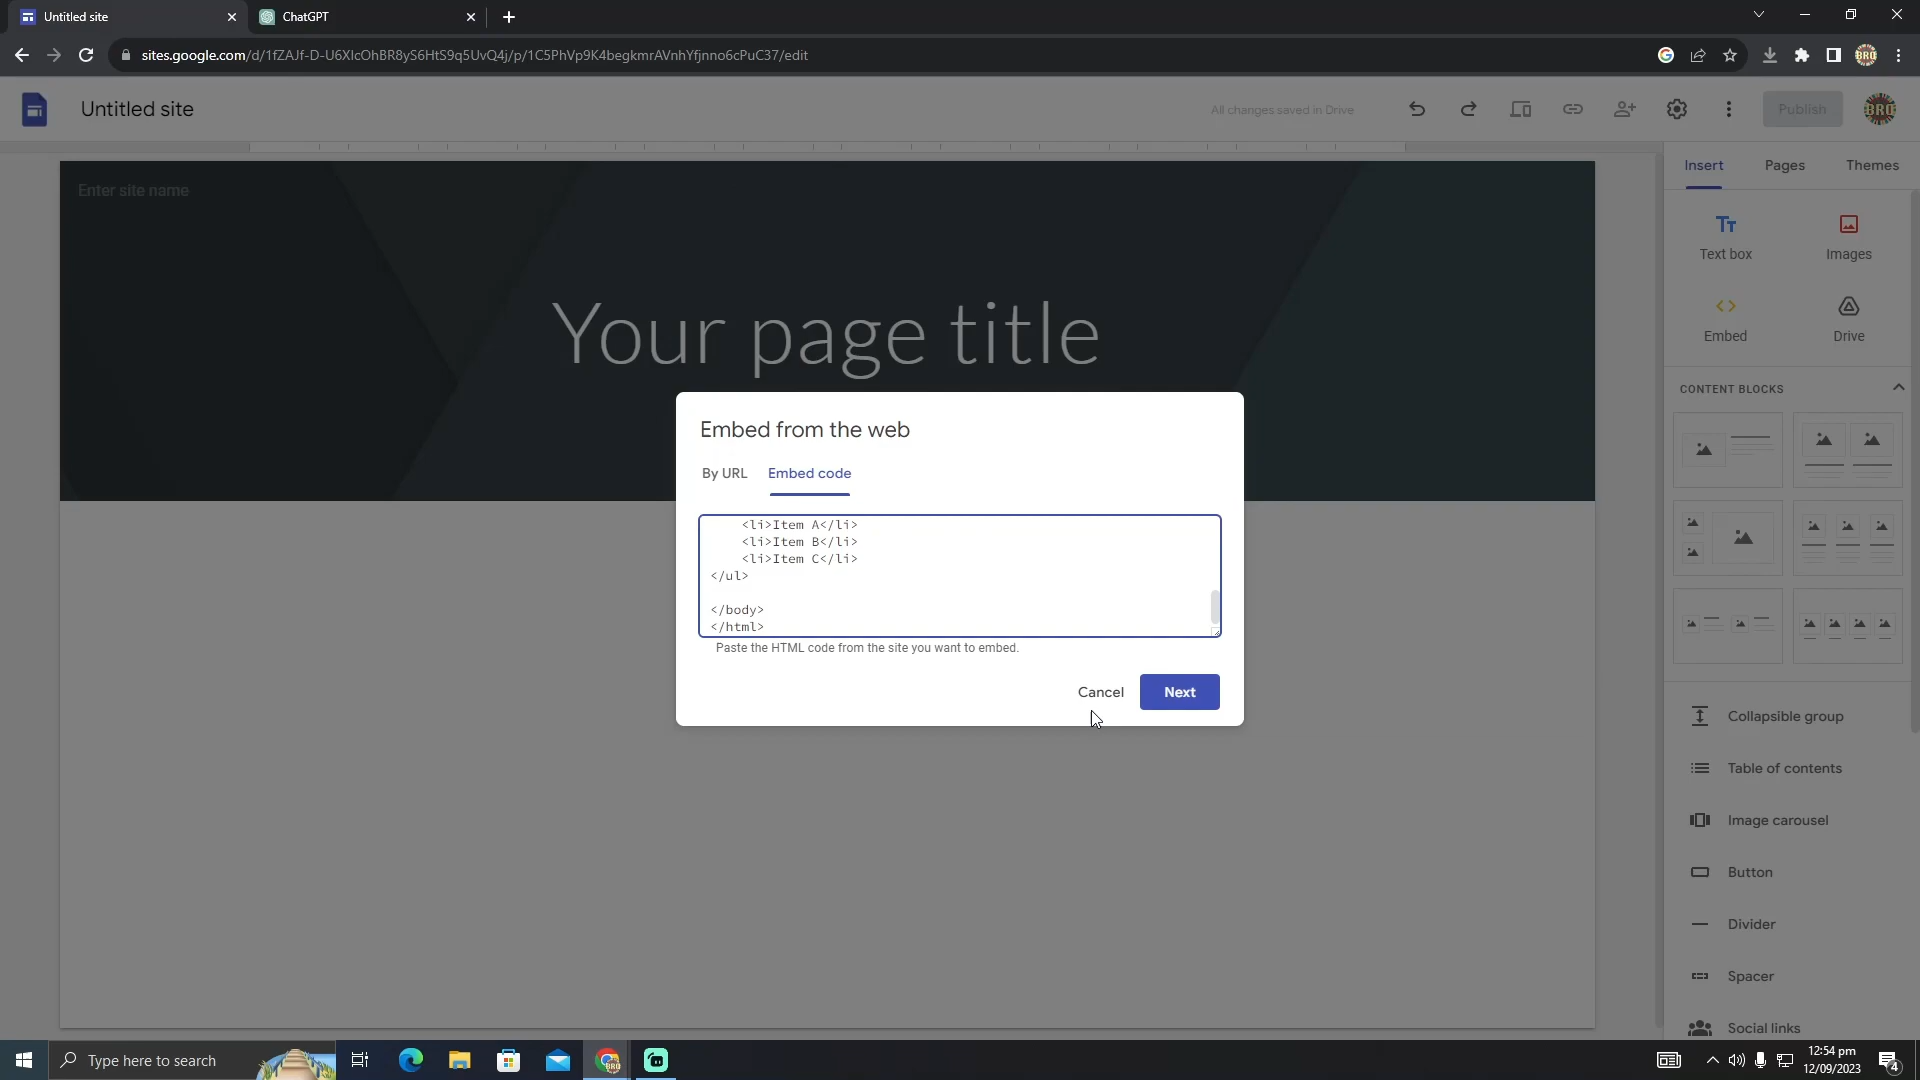 Untitled site
ChatGPT
sites.google.com/d/1fZAJf-D-U6XlcOhBR8yS6HtS9q5UvQ4j/p/1C5PhVp9K4begkmrAVnhYfjnno6cPuC37/edit
BRO
Untitled site
All changes saved in Drive
Publish
BRO
Enter site name
Your page title
Insert
Pages
Themes
Text box
Images
Embed
Drive
CONTENT BLOCKS
Embed from the web
By URL
Embed code
<li>Item A</li>
<li>Item B</li>
<li>Item C</li>
</ul>
</body>
</html>
Paste the HTML code from the site you want to embed.
Cancel
Next
Collapsible group
Table of contents
Image carousel
Button
Divider
Spacer
Social links
Type here to search
12:54 pm
12/09/2023
4